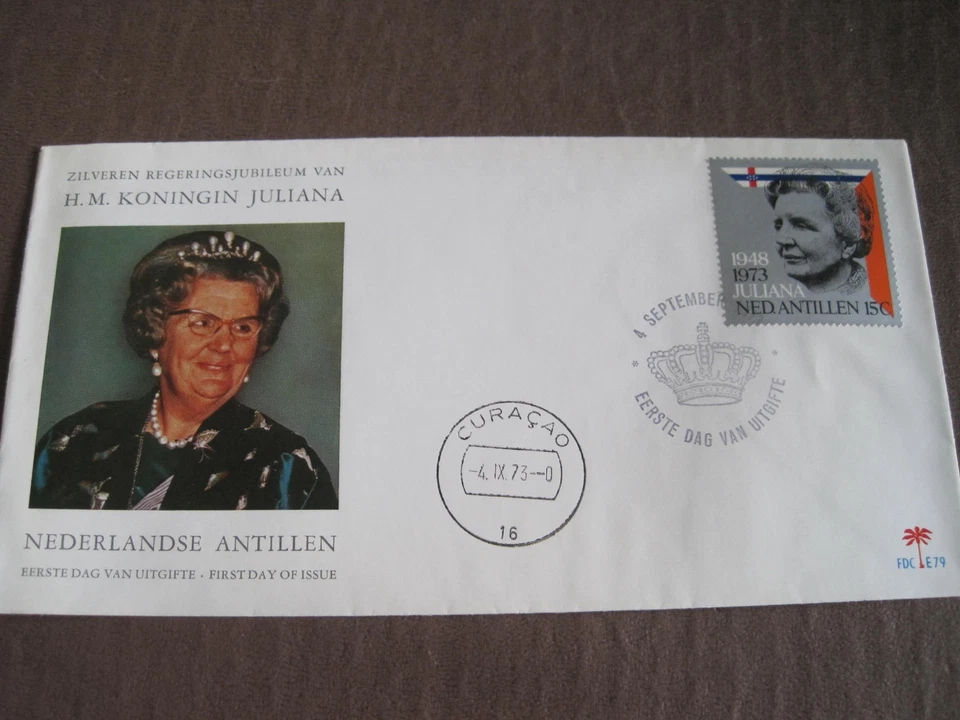 ZILVEREN REGERINGSJUBILEUM VAN
H. M. KONINGIN JULIANA
NEDERLANDSE ANTILLEN
EERSTE DAG VAN UITGIFTE · FIRST DAY OF ISSUE
CURAÇAO
-4. IX. 73--0
16
1948
1973
JULIANA
NED. ANTILLEN 15C
4 SEPTEMBER
* EERSTE DAG VAN UITGIFTE *
FDC E79